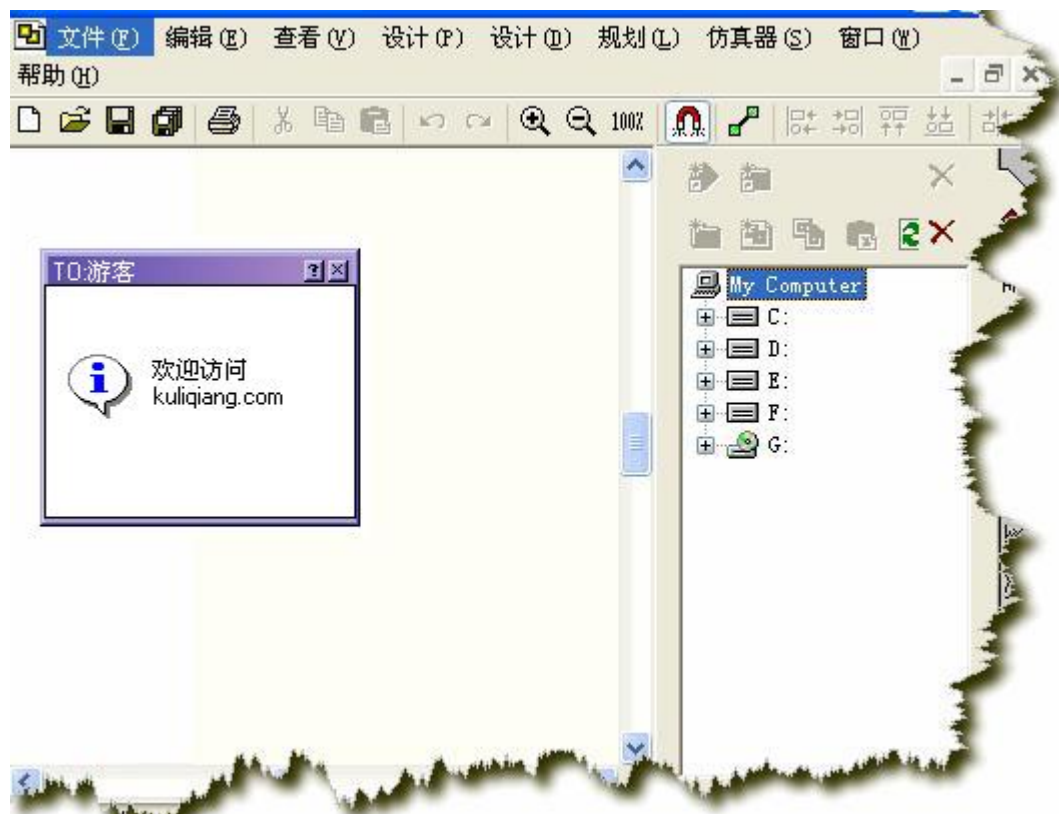 文件(F) 编辑(E) 查看(V) 设计(P) 设计(D) 规划(L) 仿真器(S) 窗口(W)
帮助(H)
100%
TO:游客
欢迎访问
kuliqiang.com
My Computer
C:
D:
E:
F:
G: